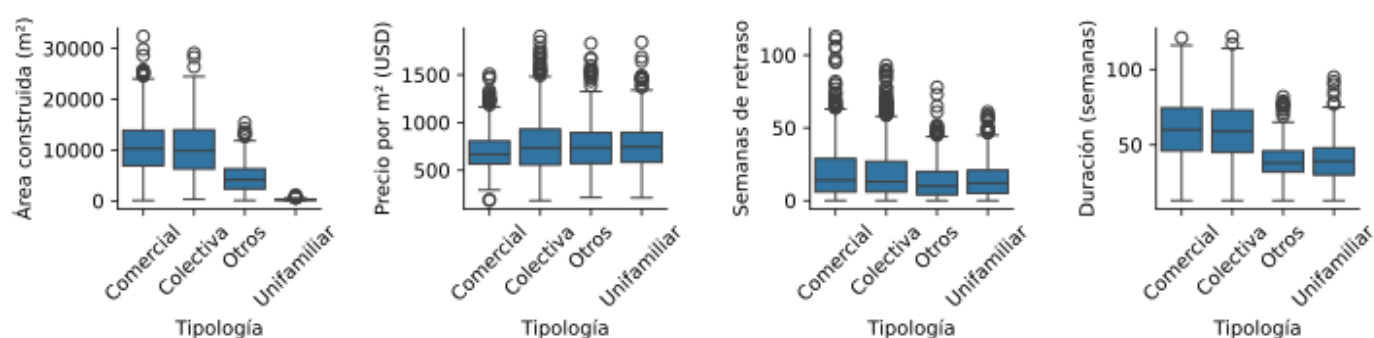 Área construida (m²)
30000
20000
10000
0
Comercial
Colectiva
Otros
Unifamiliar
Tipología
Precio por m² (USD)
1500
1000
500
Comercial
Colectiva
Otros
Unifamiliar
Tipología
Semanas de retraso
100
50
0
Comercial
Colectiva
Otros
Unifamiliar
Tipología
Duración (semanas)
100
50
Comercial
Colectiva
Otros
Unifamiliar
Tipología